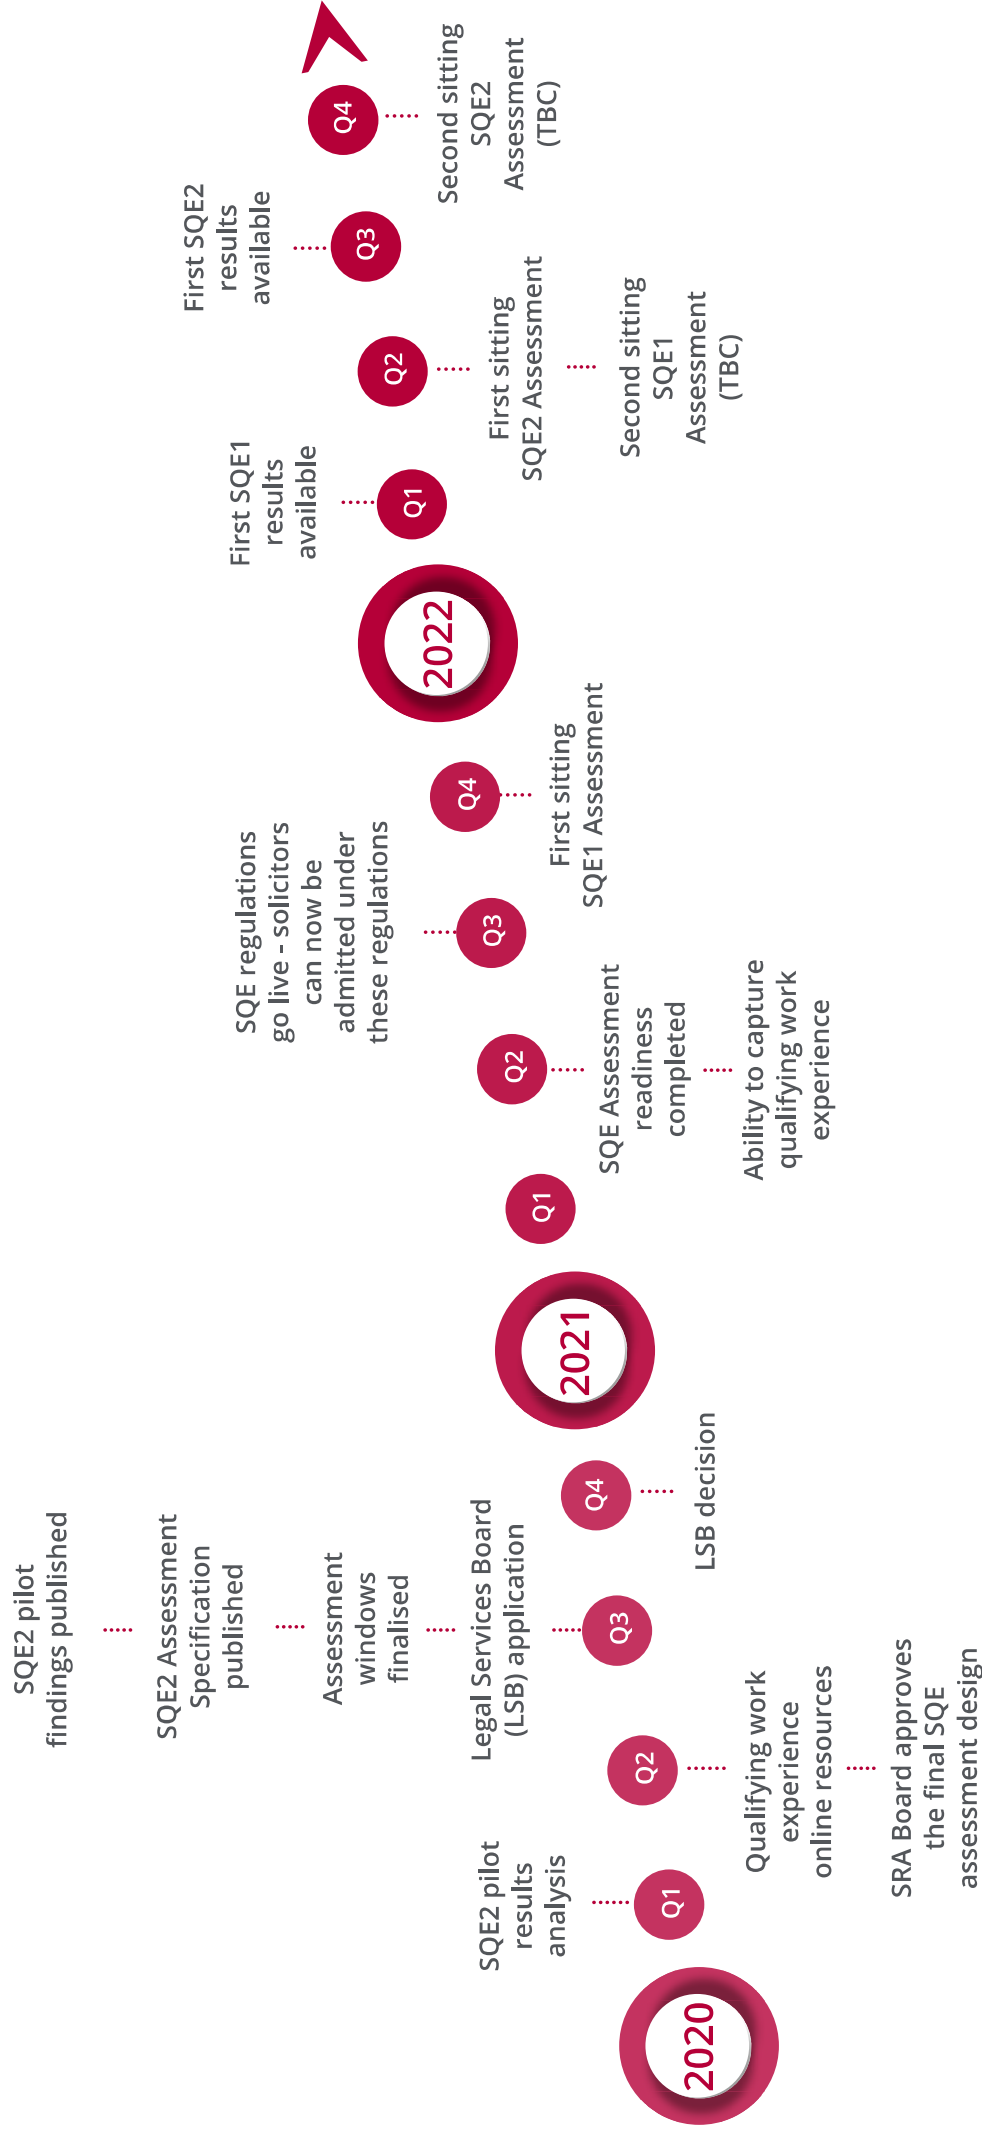 2020
Q1
SQE2 pilot
results
analysis
Q2
Qualifying work
experience
online resources
SRA Board approves
the final SQE
assessment design
Q3
SQE2 pilot
findings published
SQE2 Assessment
Specification
published
Assessment
windows
finalised
Legal Services Board
(LSB) application
Q4
LSB decision
2021
Q1
Q2
SQE Assessment
readiness
completed
Ability to capture
qualifying work
experience
Q3
SQE regulations
go live - solicitors
can now be
admitted under
these regulations
Q4
First sitting
SQE1 Assessment
2022
Q1
First SQE1
results
available
Q2
First sitting
SQE2 Assessment
Second sitting
SQE1
Assessment
(TBC)
Q3
First SQE2
results
available
Q4
Second sitting
SQE2
Assessment
(TBC)